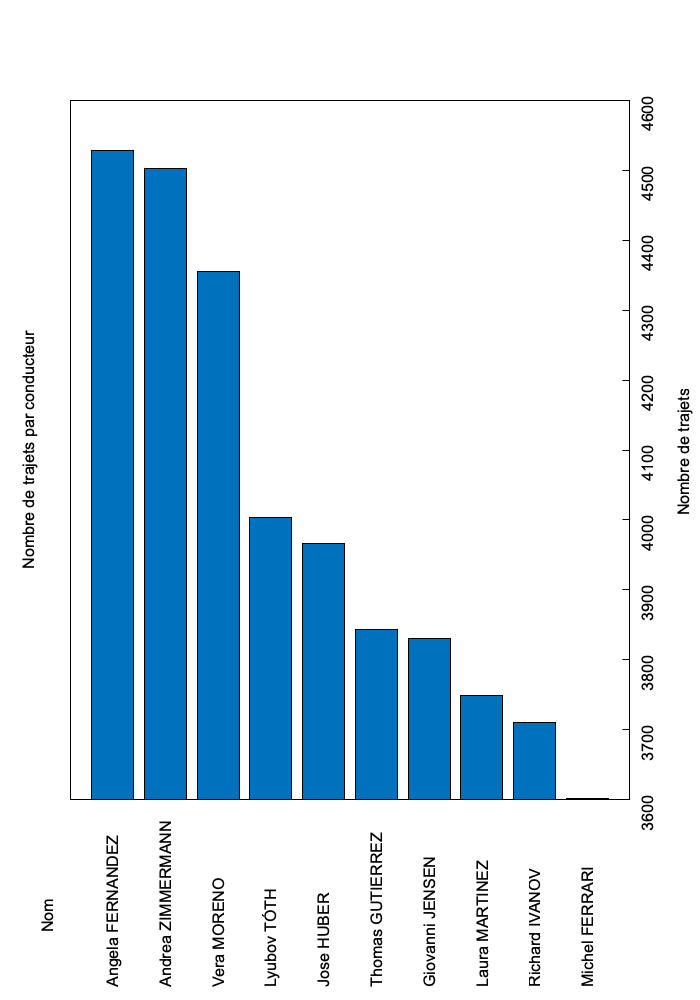 Nombre de trajets par conducteur
Nom
Angela FERNANDEZ
Andrea ZIMMERMANN
Vera MORENO
Lyubov TÓTH
Jose HUBER
Thomas GUTIERREZ
Giovanni JENSEN
Laura MARTINEZ
Richard IVANOV
Michel FERRARI
3600
3700
3800
3900
4000
4100
4200
4300
4400
4500
4600
Nombre de trajets